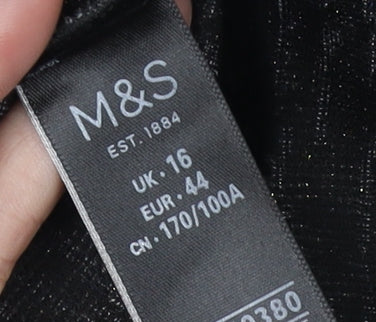 M&S
EST. 1884
UK • 16
EUR • 44
CN • 170/100A